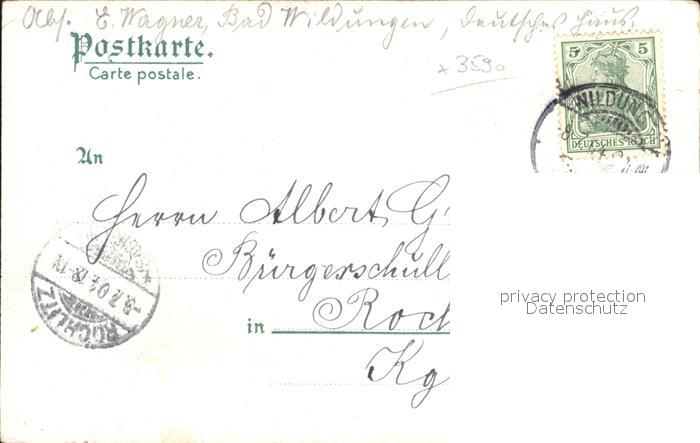 Abs. E. Wagner, Bad Wildungen, Deutsches Haus.
Postkarte.
Carte postale.
x 3590
5 5
DEUTSCHES REICH
WILDUN
An
Herrn Albert G
Bürgerschull
in Roch
Kg
ROCHLITZ
privacy protection
Datenschutz